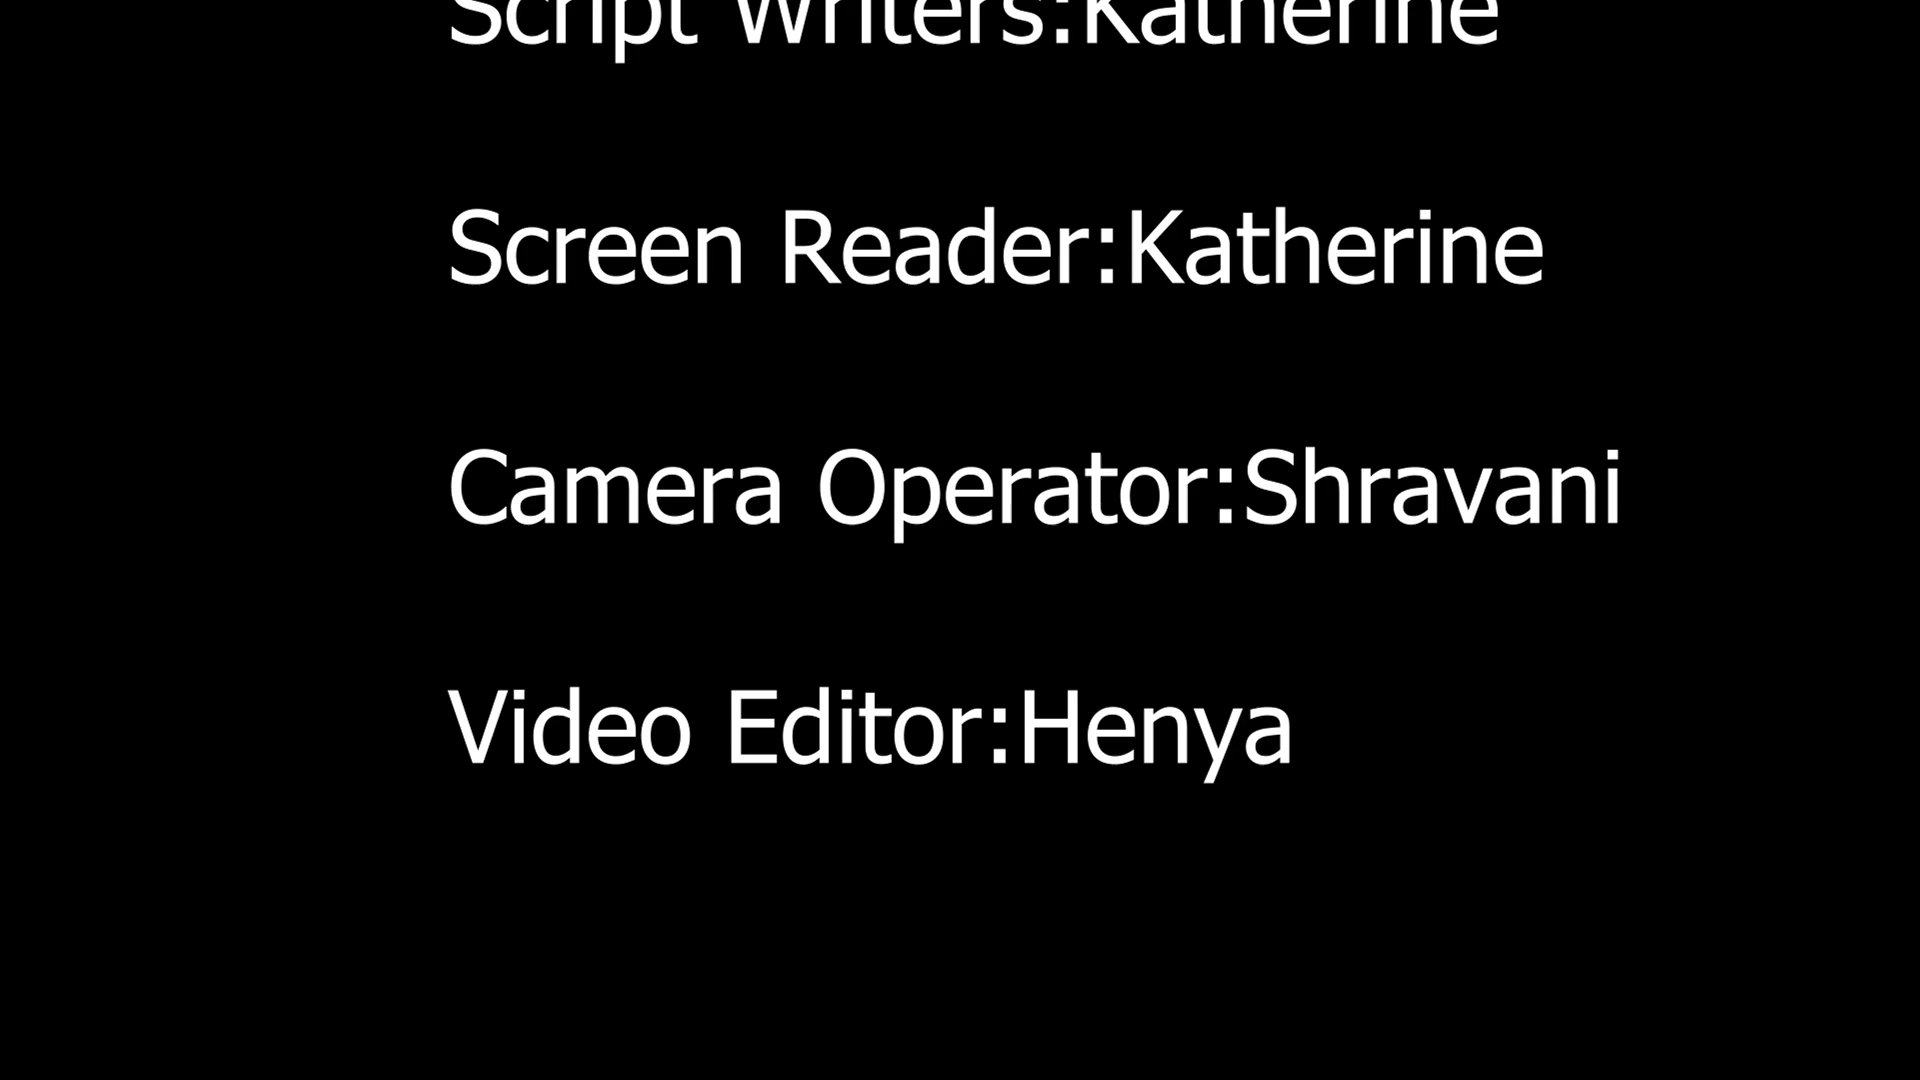 Script Writers:Katherine
Screen Reader:Katherine
Camera Operator:Shravani
Video Editor:Henya